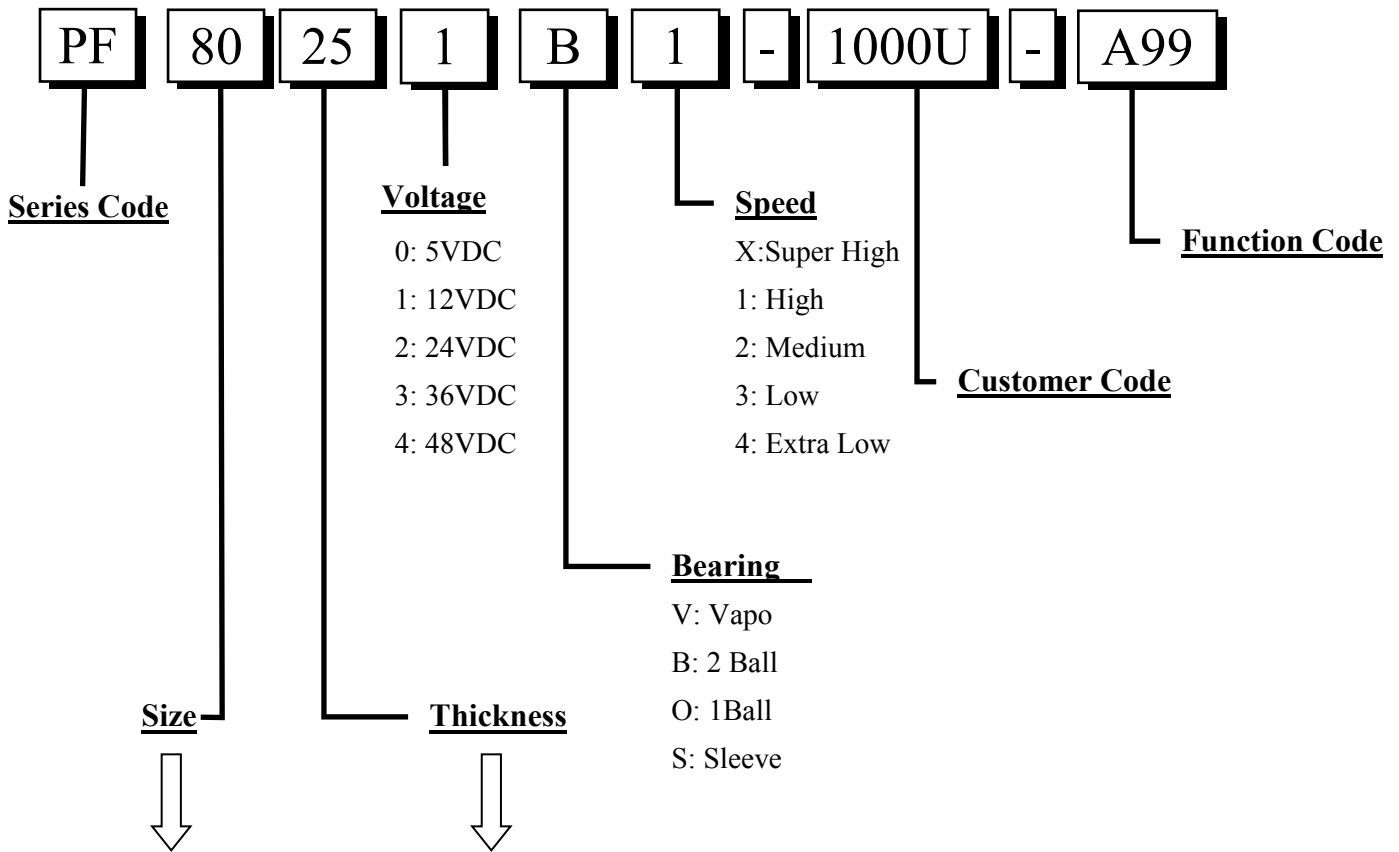 PF 80 25 1 B 1 - 1000U - A99
Series Code
Voltage
0: 5VDC
1: 12VDC
2: 24VDC
3: 36VDC
4: 48VDC
Speed
X:Super High
1: High
2: Medium
3: Low
4: Extra Low
Function Code
Customer Code
Bearing
V: Vapo
B: 2 Ball
O: 1Ball
S: Sleeve
Size
Thickness